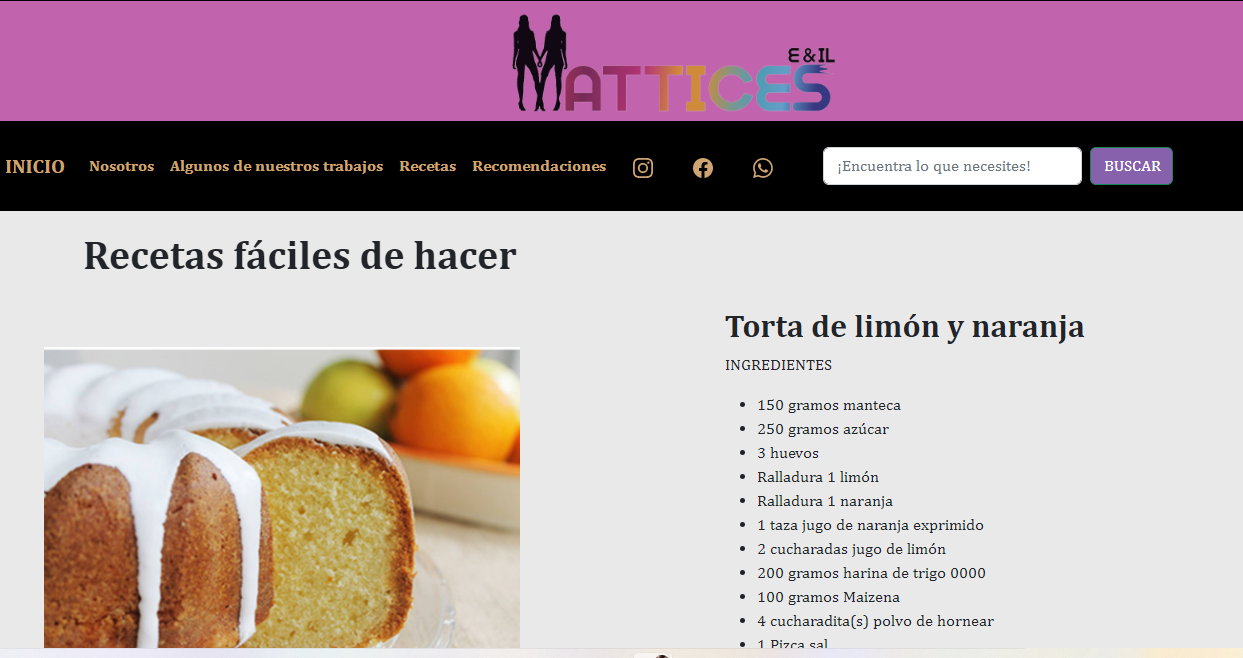 E & IL
MATTICES
INICIO Nosotros Algunos de nuestros trabajos Recetas Recomendaciones ¡Encuentra lo que necesites! BUSCAR
Recetas fáciles de hacer
Torta de limón y naranja
INGREDIENTES
150 gramos manteca
250 gramos azúcar
3 huevos
Ralladura 1 limón
Ralladura 1 naranja
1 taza jugo de naranja exprimido
2 cucharadas jugo de limón
200 gramos harina de trigo 0000
100 gramos Maizena
4 cucharadita(s) polvo de hornear
1 Pizca sal